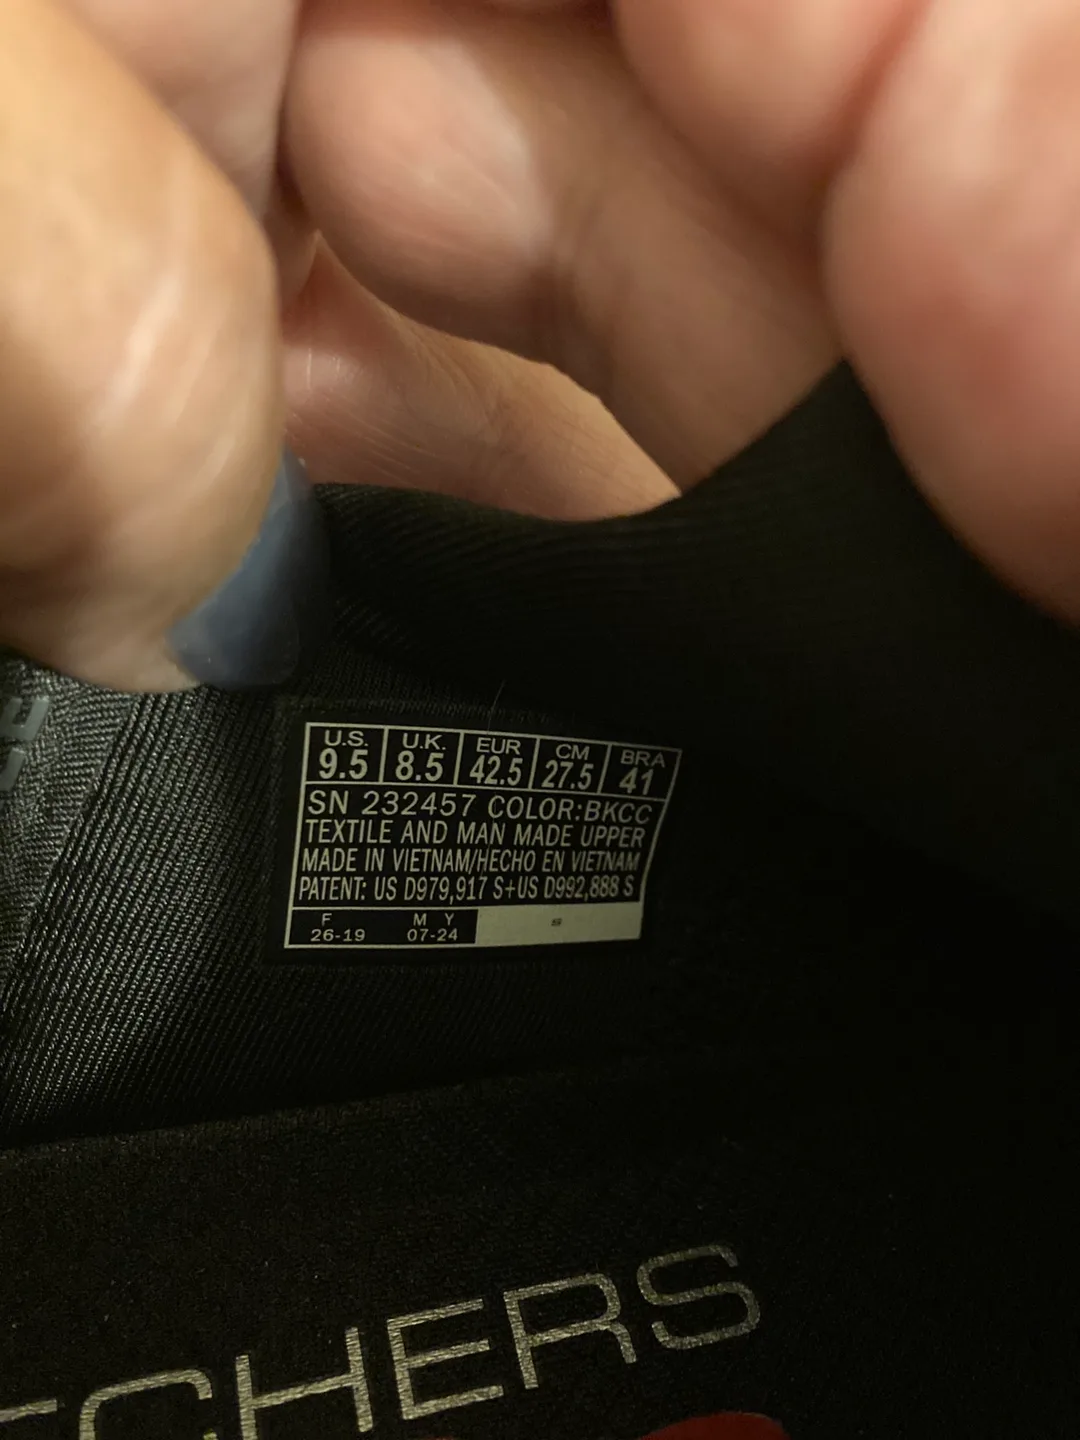 U.S. U.K. EUR CM BRA
9.5 8.5 42.5 27.5 41
SN 232457 COLOR:BKCC
TEXTILE AND MAN MADE UPPER
MADE IN VIETNAM/HECHO EN VIETNAM
PATENT: US D979,917 S+US D992,888 S
F M Y
26-19 07-24
CHERS